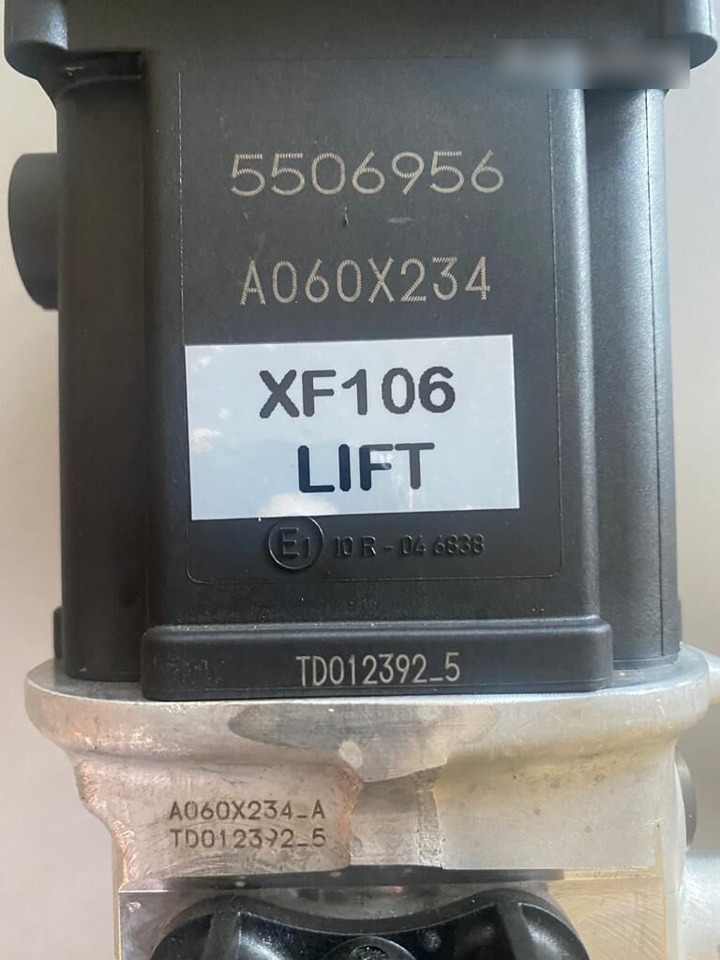 5506956
A060X234
XF106
LIFT
E1 10 R - 04 6838
TD012392_5
A060X234_A
TD012392_5